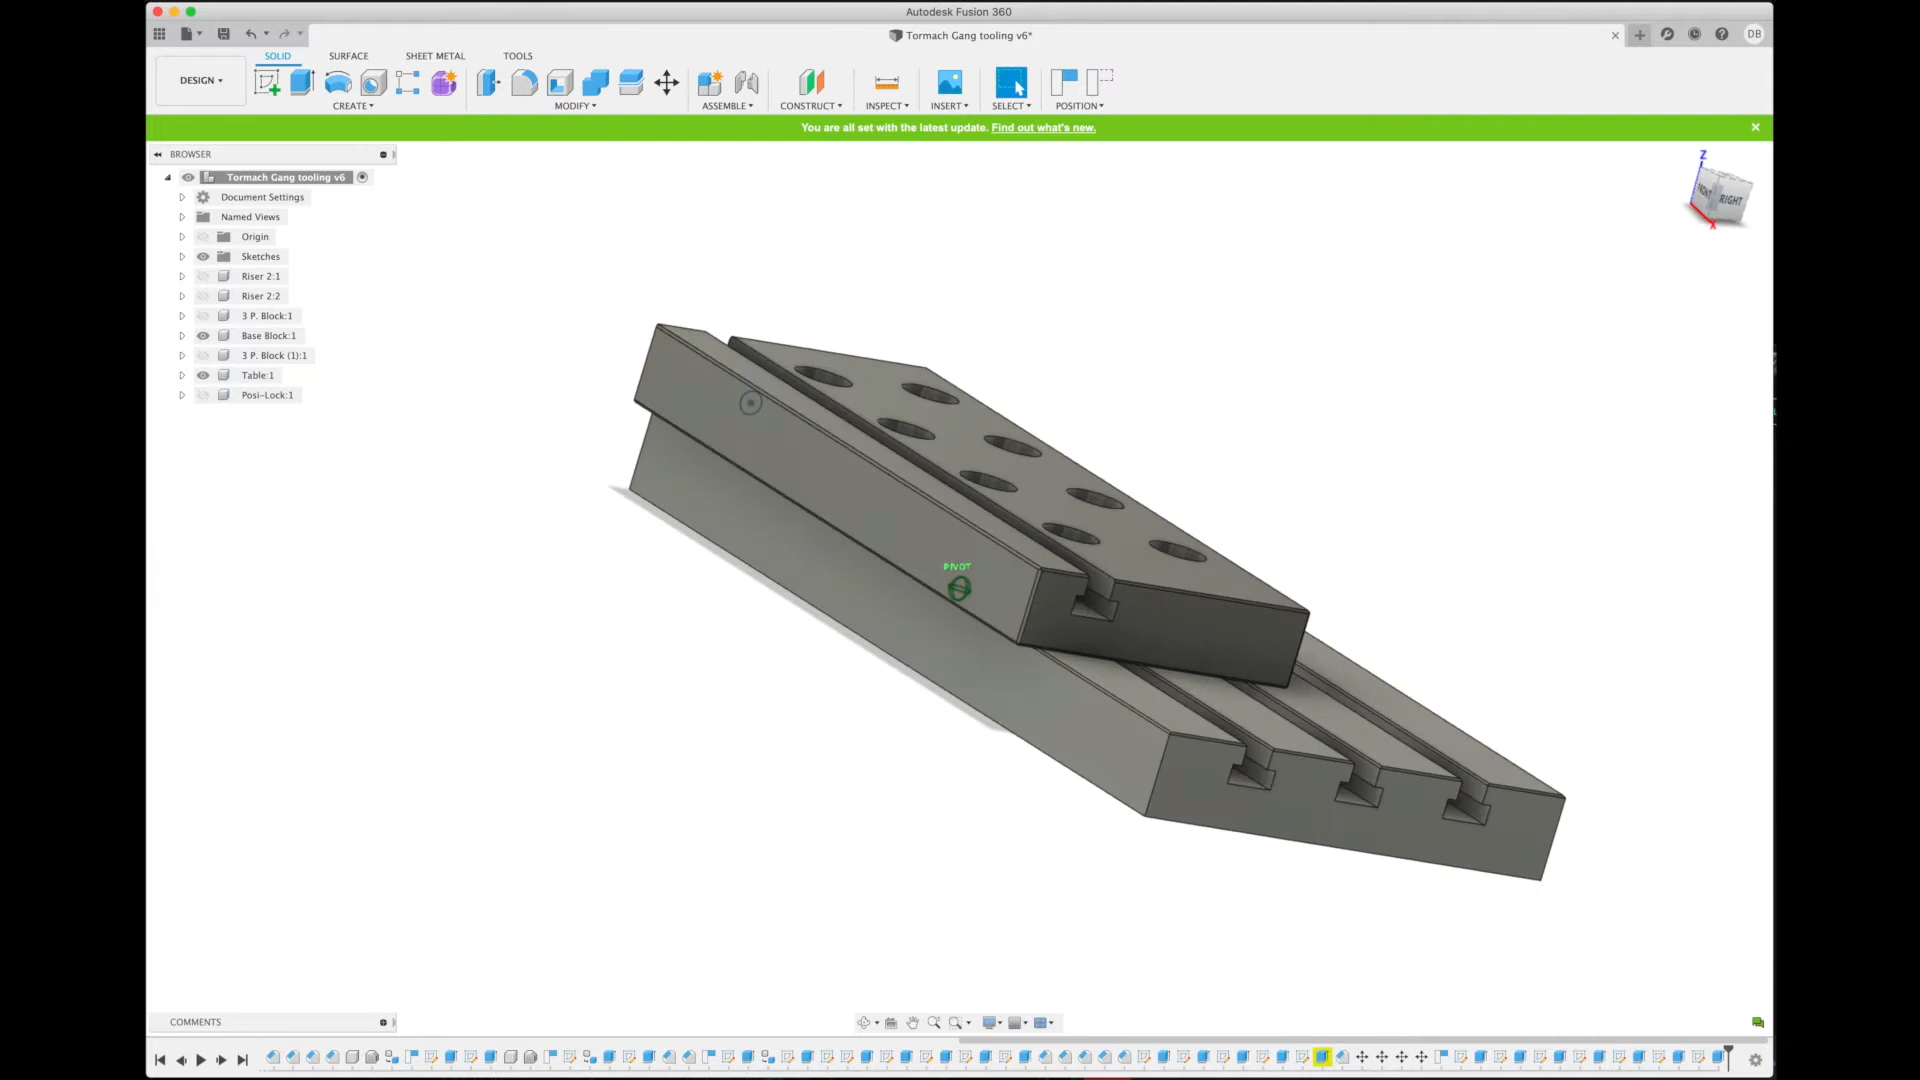 Autodesk Fusion 360
Tormach Gang tooling v6*
DB
SOLID SURFACE SHEET METAL TOOLS
DESIGN
CREATE MODIFY ASSEMBLE CONSTRUCT INSPECT INSERT SELECT POSITION
You are all set with the latest update. Find out what's new.
BROWSER
Tormach Gang tooling v6
Document Settings
Named Views
Origin
Sketches
Riser 2:1
Riser 2:2
3 P. Block:1
Base Block:1
3 P. Block (1):1
Table:1
Posi-Lock:1
Z
FRONT
RIGHT
X
PIVOT
COMMENTS